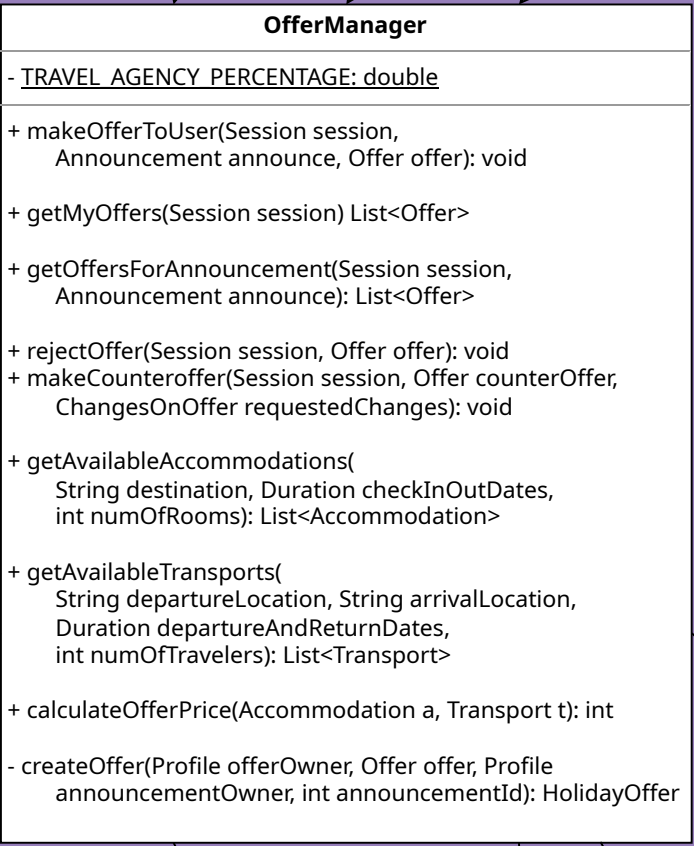 OfferManager
- TRAVEL_AGENCY_PERCENTAGE: double
+ makeOfferToUser(Session session,
Announcement announce, Offer offer): void
+ getMyOffers(Session session) List<Offer>
+ getOffersForAnnouncement(Session session,
Announcement announce): List<Offer>
+ rejectOffer(Session session, Offer offer): void
+ makeCounteroffer(Session session, Offer counterOffer,
ChangesOnOffer requestedChanges): void
+ getAvailableAccommodations(
String destination, Duration checkInOutDates,
int numOfRooms): List<Accommodation>
+ getAvailableTransports(
String departureLocation, String arrivalLocation,
Duration departureAndReturnDates,
int numOfTravelers): List<Transport>
+ calculateOfferPrice(Accommodation a, Transport t): int
- createOffer(Profile offerOwner, Offer offer, Profile
announcementOwner, int announcementId): HolidayOffer